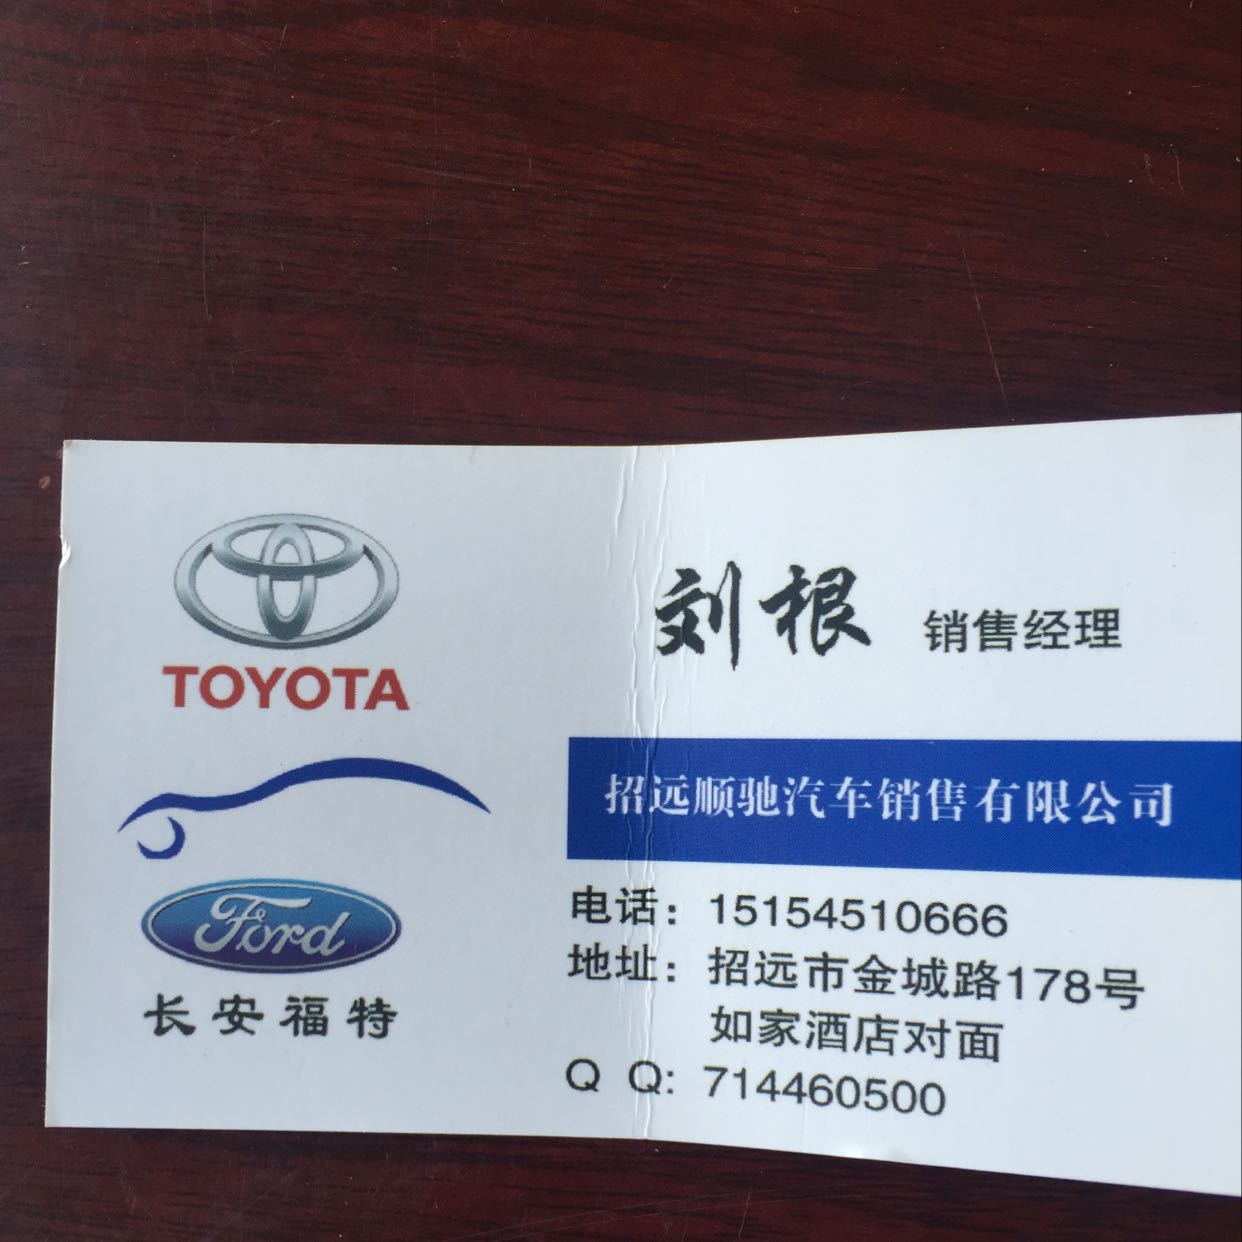 TOYOTA
Ford
长安福特
刘根 销售经理
招远顺驰汽车销售有限公司
电话：15154510666
地址：招远市金城路178号
如家酒店对面
Q Q: 714460500